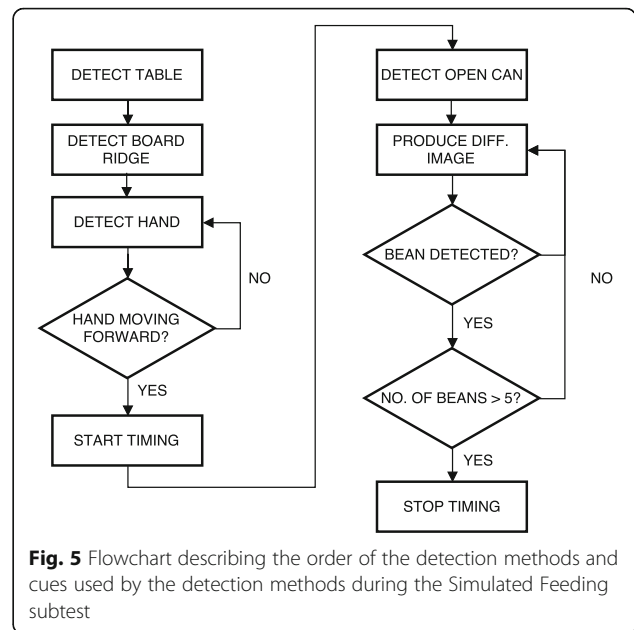 DETECT TABLE
DETECT BOARD
RIDGE
DETECT HAND
NO
HAND MOVING
FORWARD?
YES
START TIMING
DETECT OPEN CAN
PRODUCE DIFF.
IMAGE
BEAN DETECTED?
NO
YES
NO. OF BEANS > 5?
YES
STOP TIMING
Fig. 5 Flowchart describing the order of the detection methods and
cues used by the detection methods during the Simulated Feeding
subtest